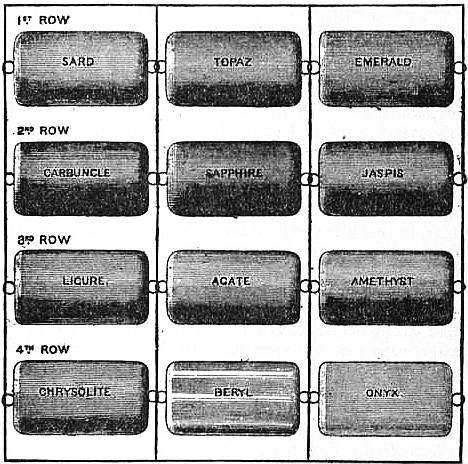 1ST ROW
SARD TOPAZ EMERALD
2ND ROW
CARBUNCLE SAPPHIRE JASPIS
3RD ROW
LIGURE AGATE AMETHYST
4TH ROW
CHRYSOLITE BERYL ONYX